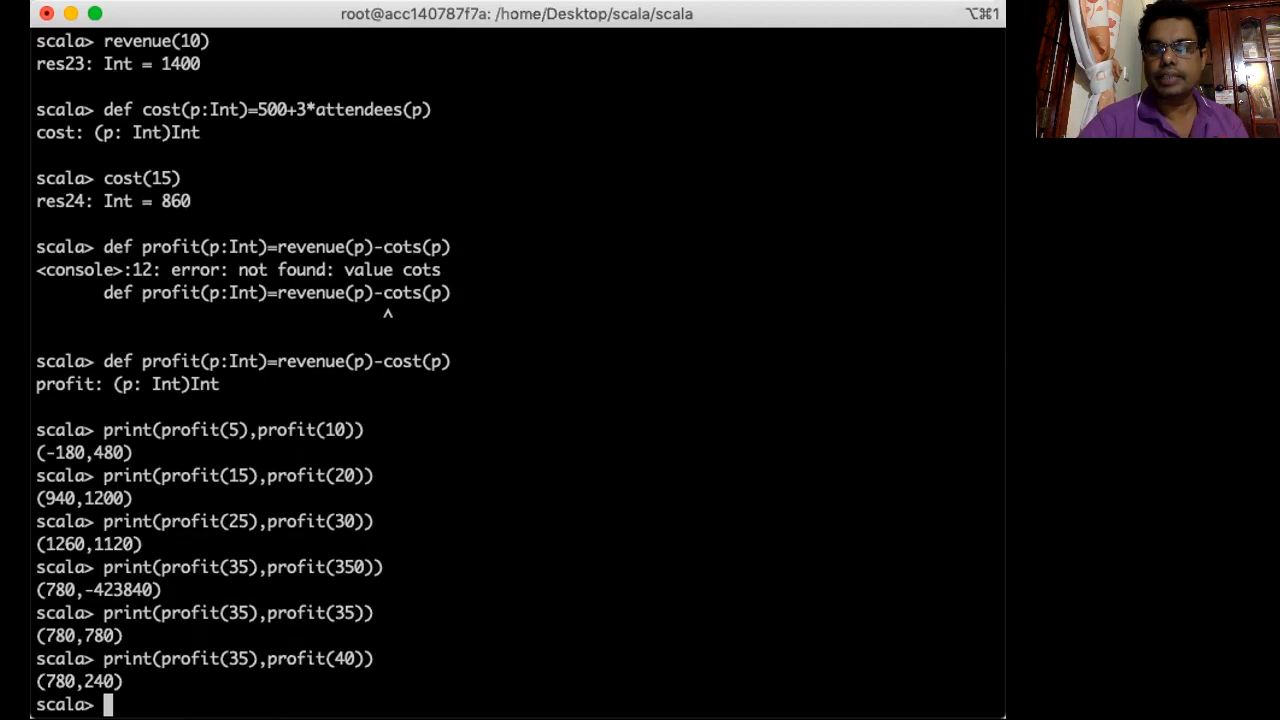 root@acc140787f7a: /home/Desktop/scala/scala
⌥⌘1
scala> revenue(10)
res23: Int = 1400
scala> def cost(p:Int)=500+3*attendees(p)
cost: (p: Int)Int
scala> cost(15)
res24: Int = 860
scala> def profit(p:Int)=revenue(p)-cots(p)
<console>:12: error: not found: value cots
def profit(p:Int)=revenue(p)-cots(p)
^
scala> def profit(p:Int)=revenue(p)-cost(p)
profit: (p: Int)Int
scala> print(profit(5),profit(10))
(-180,480)
scala> print(profit(15),profit(20))
(940,1200)
scala> print(profit(25),profit(30))
(1260,1120)
scala> print(profit(35),profit(350))
(780,-423840)
scala> print(profit(35),profit(35))
(780,780)
scala> print(profit(35),profit(40))
(780,240)
scala>